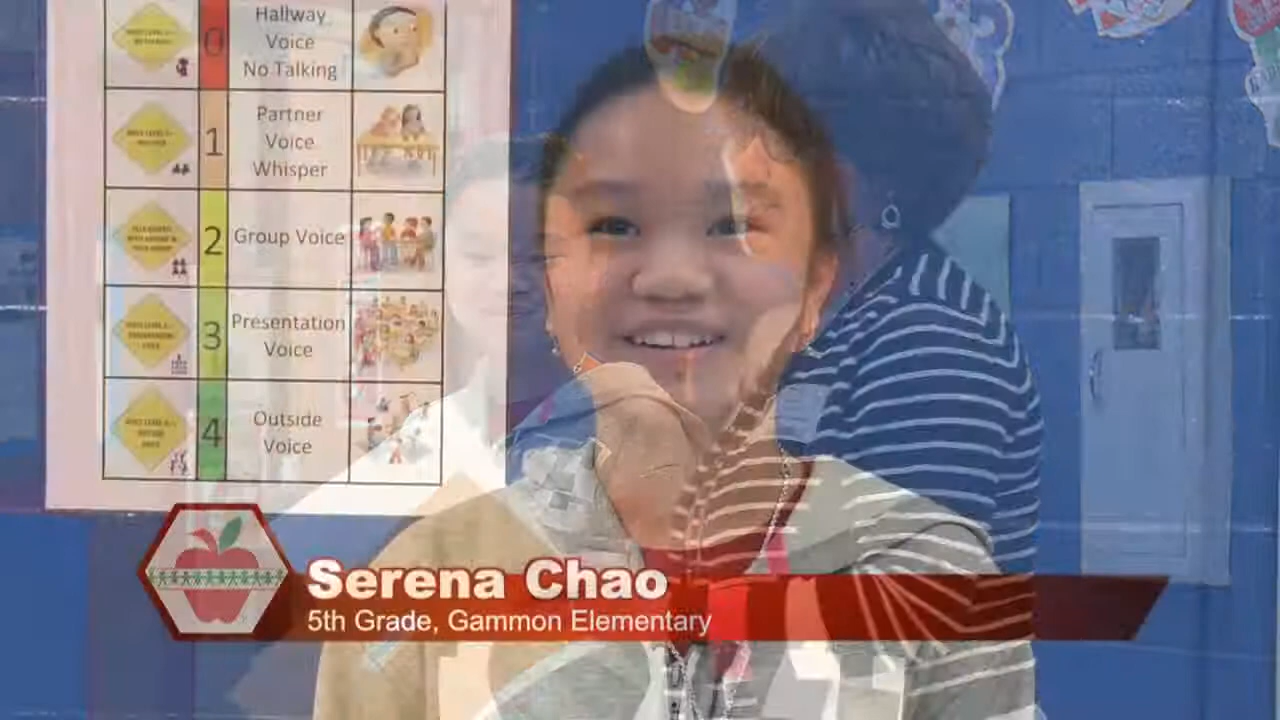 0
Hallway
Voice
No Talking
1
Partner
Voice
Whisper
2
Group Voice
3
Presentation
Voice
4
Outside
Voice
Serena Chao
5th Grade, Gammon Elementary